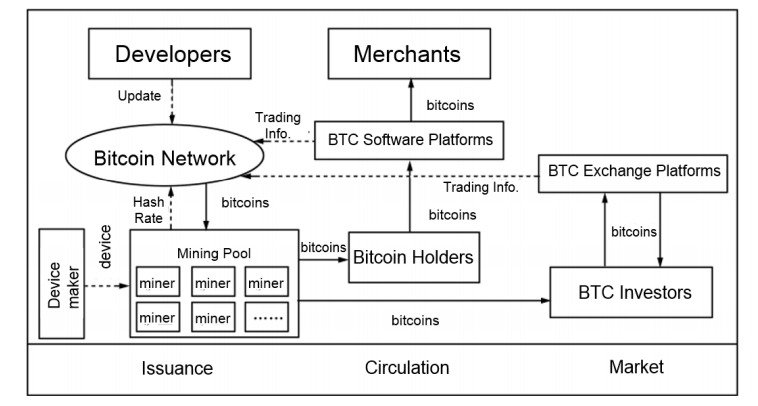 Developers
Merchants
Update
bitcoins
Trading
Info.
BTC Software Platforms
Bitcoin Network
BTC Exchange Platforms
Trading Info.
Hash
Rate
bitcoins
bitcoins
device
Mining Pool
bitcoins
Bitcoin Holders
bitcoins
Device
maker
miner
miner
miner
BTC Investors
miner
miner
......
bitcoins
Issuance
Circulation
Market